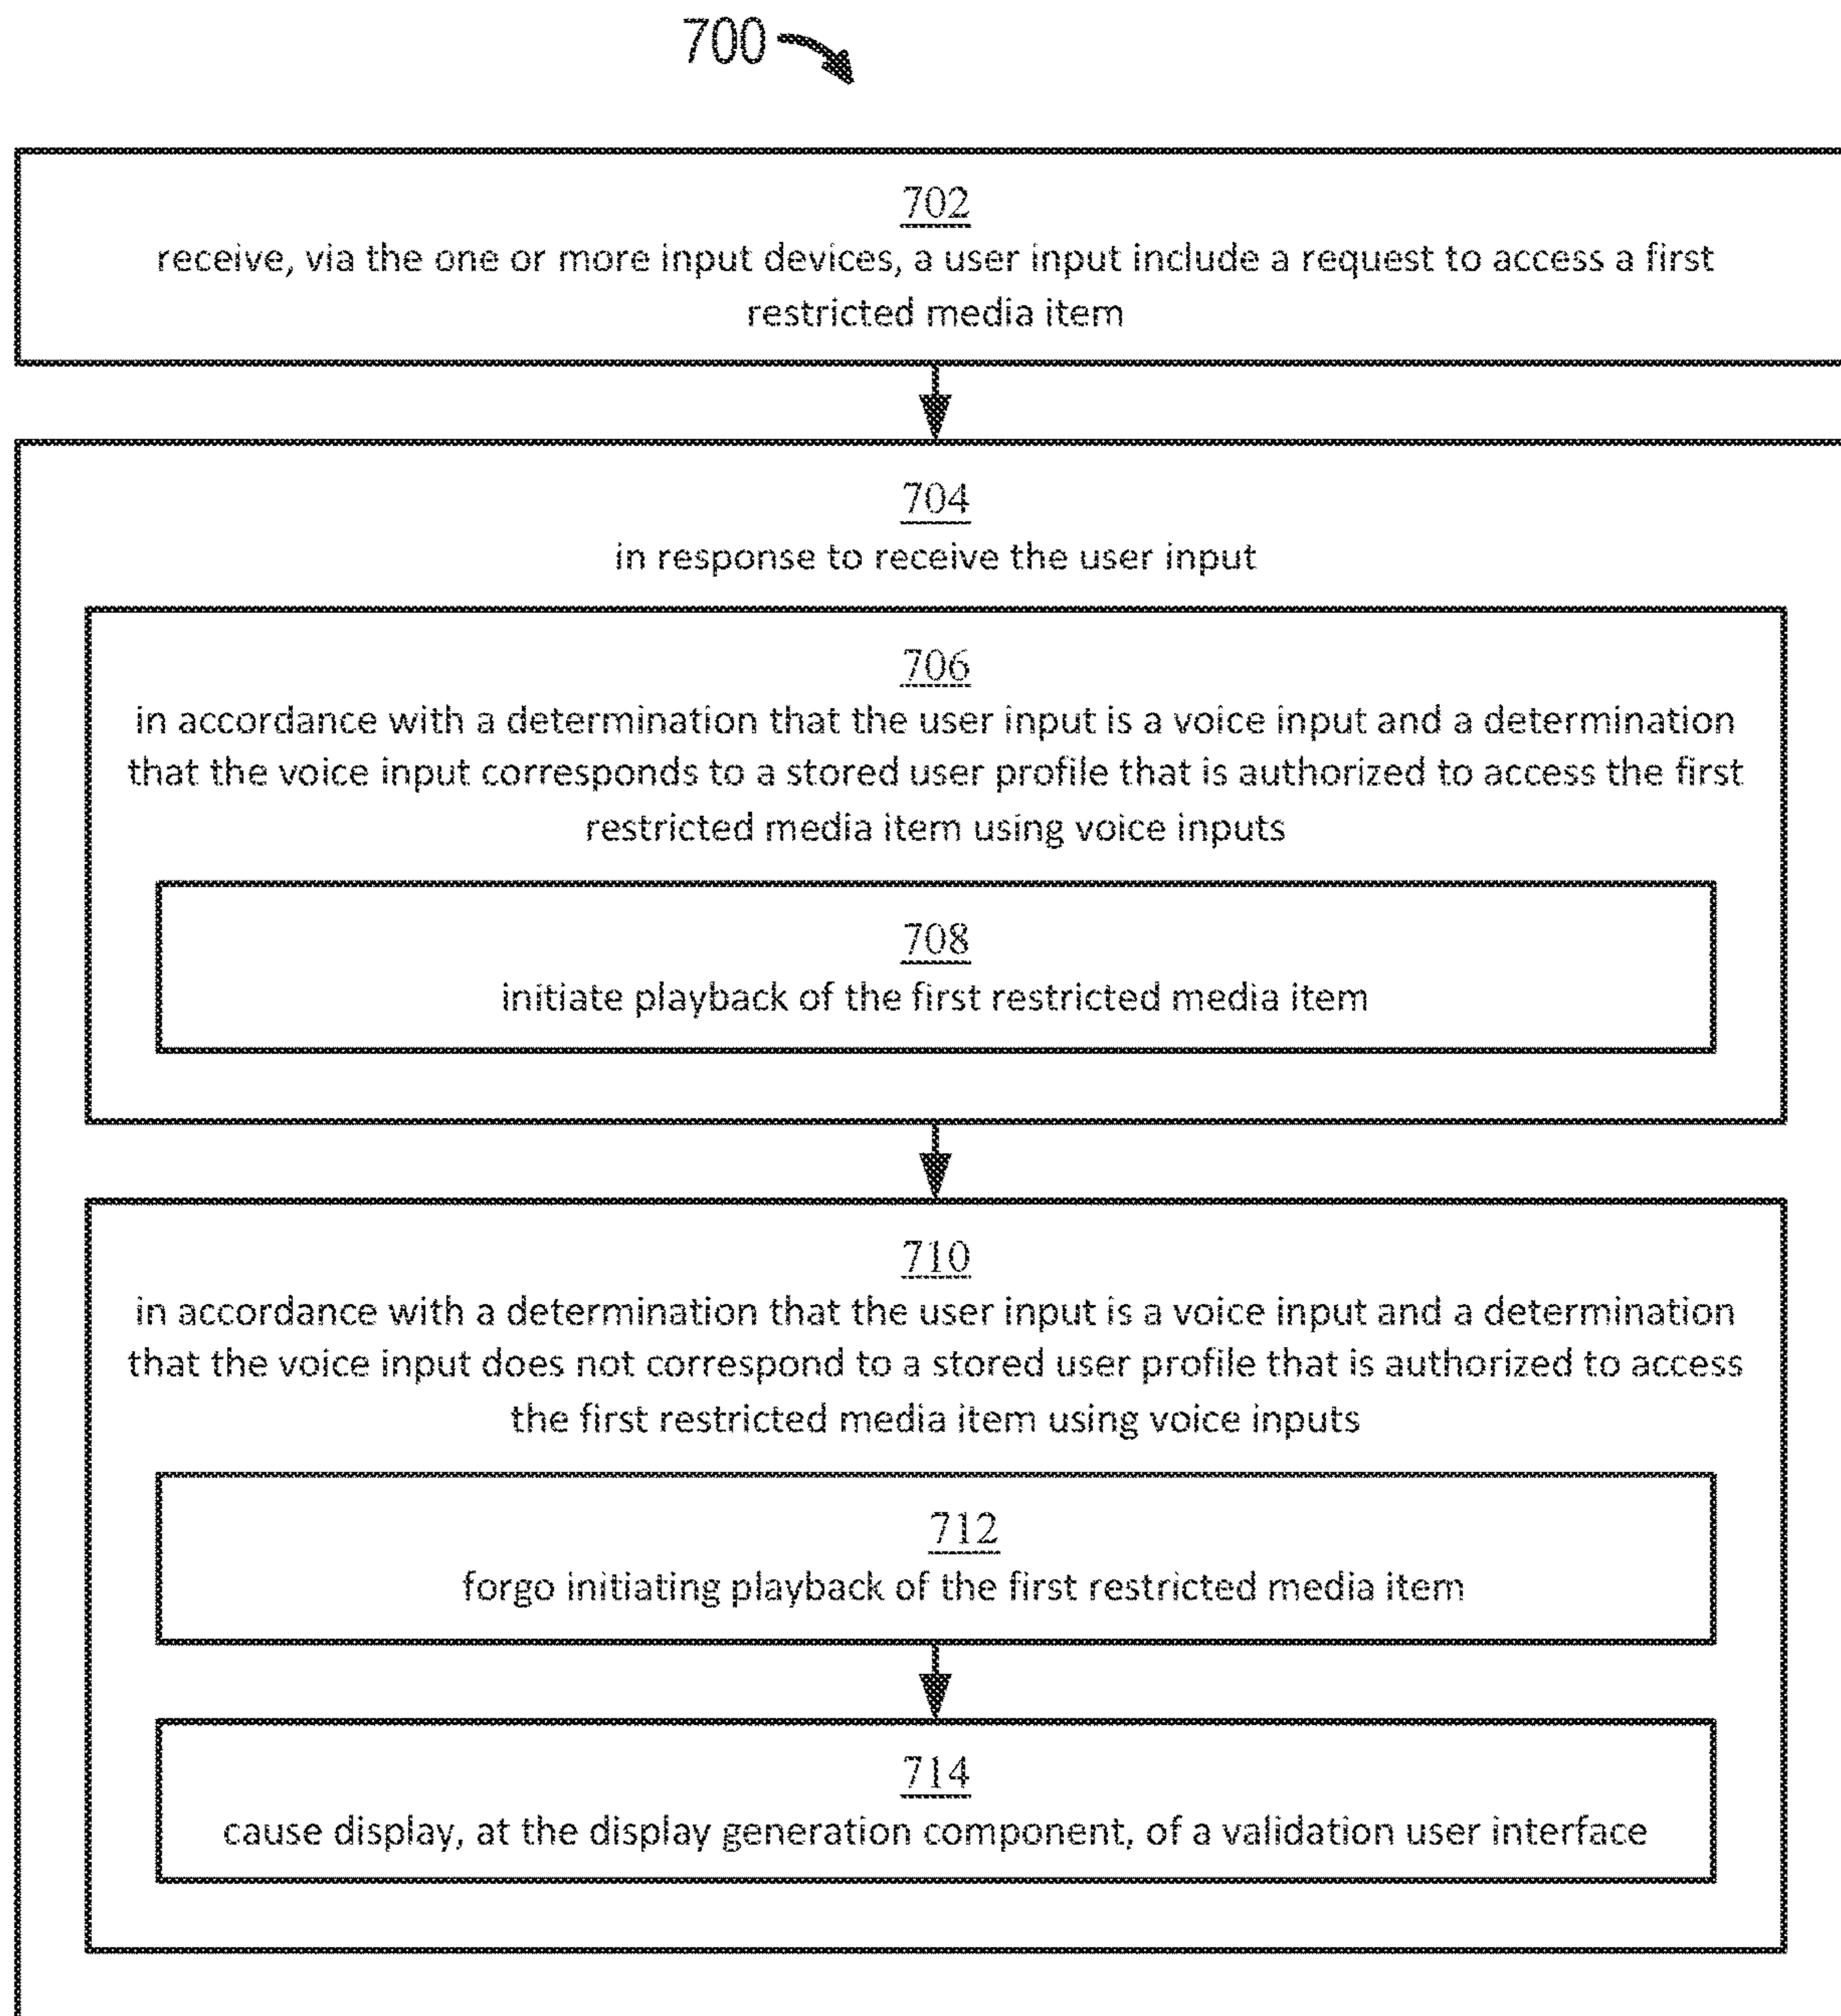 700
702
receive, via the one or more input devices, a user input include a request to access a first
restricted media item
704
in response to receive the user input
706
in accordance with a determination that the user input is a voice input and a determination
that the voice input corresponds to a stored user profile that is authorized to access the first
restricted media item using voice inputs
708
initiate playback of the first restricted media item
710
in accordance with a determination that the user input is a voice input and a determination
that the voice input does not correspond to a stored user profile that is authorized to access
the first restricted media item using voice inputs
712
forgo initiating playback of the first restricted media item
714
cause display, at the display generation component, of a validation user interface